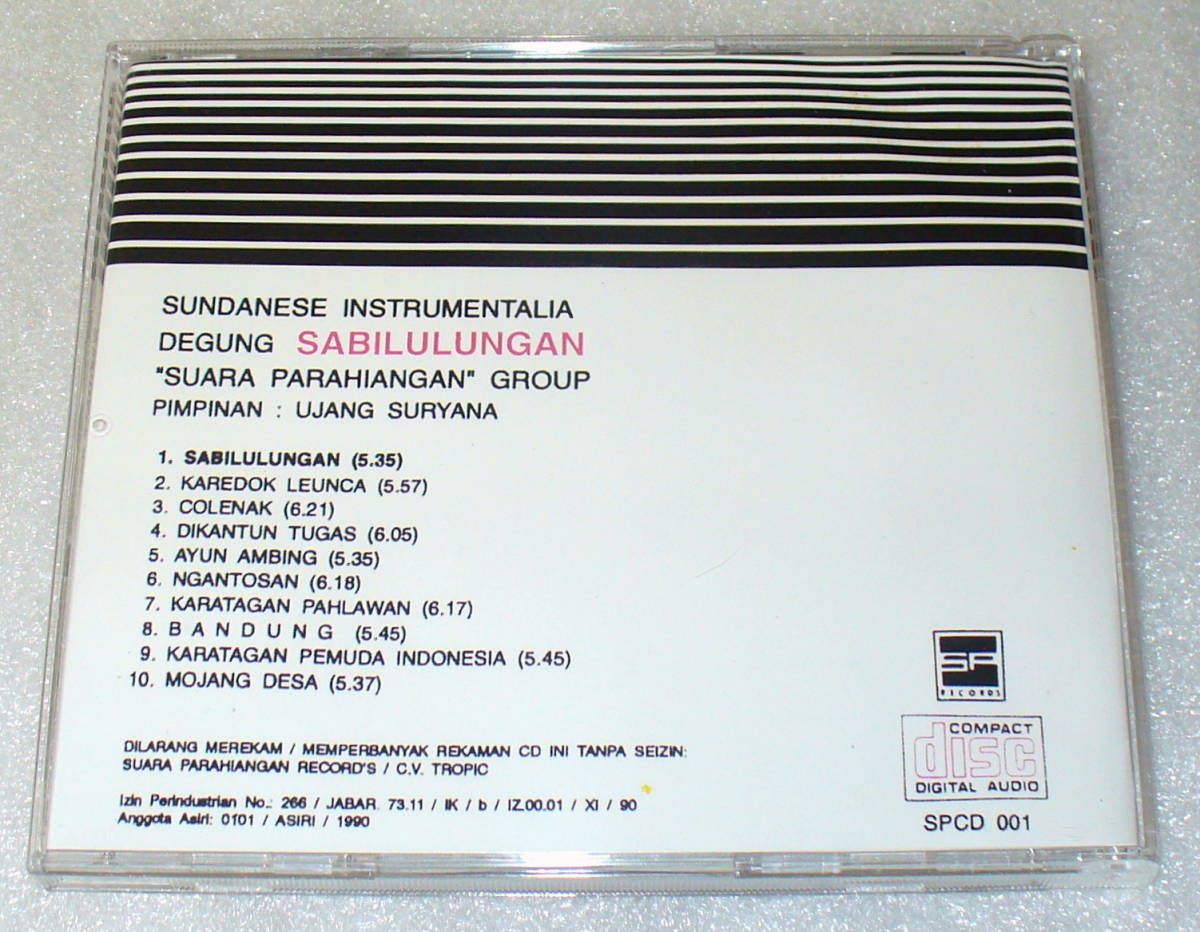 SUNDANESE INSTRUMENTALIA
DEGUNG SABILULUNGAN
"SUARA PARAHIANGAN" GROUP
PIMPINAN : UJANG SURYANA
1. SABILULUNGAN (5.35)
2. KAREDOK LEUNCA (5.57)
3. COLENAK (6.21)
4. DIKANTUN TUGAS (6.05)
5. AYUN AMBING (5.35)
6. NGANTOSAN (6.18)
7. KARATAGAN PAHLAWAN (6.17)
8. B A N D U N G (5.45)
9. KARATAGAN PEMUDA INDONESIA (5.45)
10. MOJANG DESA (5.37)
DILARANG MEREKAM / MEMPERBANYAK REKAMAN CD INI TANPA SEIZIN:
SUARA PARAHIANGAN RECORD'S / C.V. TROPIC
Izin Perindustrian No.: 266 / JABAR. 73.11 / IK / b / IZ.00.01 / XI / 90
Anggota Asiri: 0101 / ASIRI / 1990
SP
RECORDS
COMPACT
disc
DIGITAL AUDIO
SPCD 001